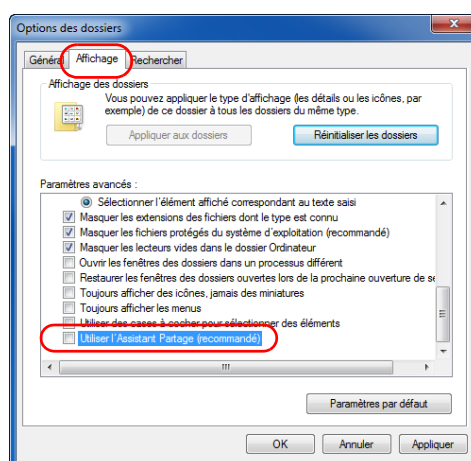 Options des dossiers
Général Affichage Rechercher
Affichage des dossiers
Vous pouvez appliquer le type d'affichage (les détails ou les icônes, par
exemple) de ce dossier à tous les dossiers du même type.
Appliquer aux dossiers Réinitialiser les dossiers
Paramètres avancés :
Sélectionner l'élément affiché correspondant au texte saisi
Masquer les extensions des fichiers dont le type est connu
Masquer les fichiers protégés du système d'exploitation (recommandé)
Masquer les lecteurs vides dans le dossier Ordinateur
Ouvrir les fenêtres des dossiers dans un processus différent
Restaurer les fenêtres des dossiers ouvertes lors de la prochaine ouverture de se
Toujours afficher des icônes, jamais des miniatures
Toujours afficher les menus
Utiliser des cases à cocher pour sélectionner des éléments
Utiliser l'Assistant Partage (recommandé)
Paramètres par défaut
OK Annuler Appliquer